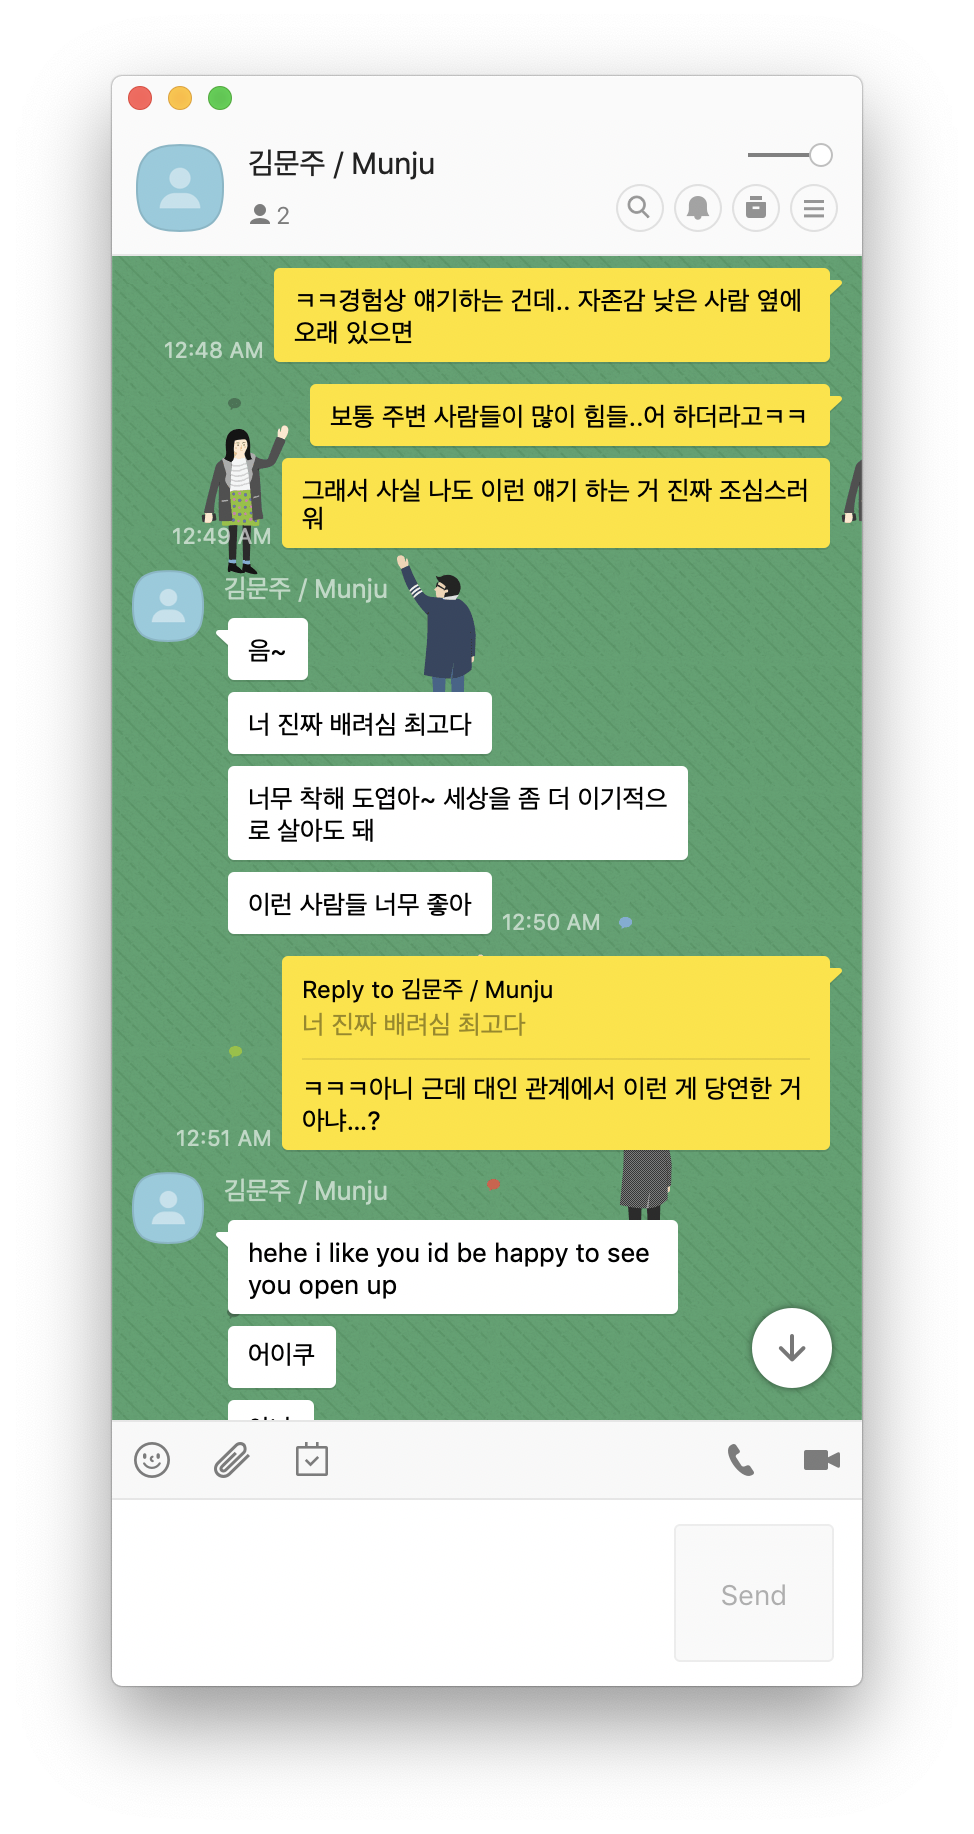 김문주 / Munju
2
ㅋㅋ경험상 얘기하는 건데.. 자존감 낮은 사람 옆에
오래 있으면
12:48 AM
보통 주변 사람들이 많이 힘들..어 하더라고ㅋㅋ
그래서 사실 나도 이런 얘기 하는 거 진짜 조심스러
워
12:49 AM
김문주 / Munju
음~
너 진짜 배려심 최고다
너무 착해 도엽아~ 세상을 좀 더 이기적으
로 살아도 돼
이런 사람들 너무 좋아
12:50 AM
Reply to 김문주 / Munju
너 진짜 배려심 최고다
ㅋㅋㅋ아니 근데 대인 관계에서 이런 게 당연한 거
아냐...?
12:51 AM
김문주 / Munju
hehe i like you id be happy to see
you open up
어이쿠
Send